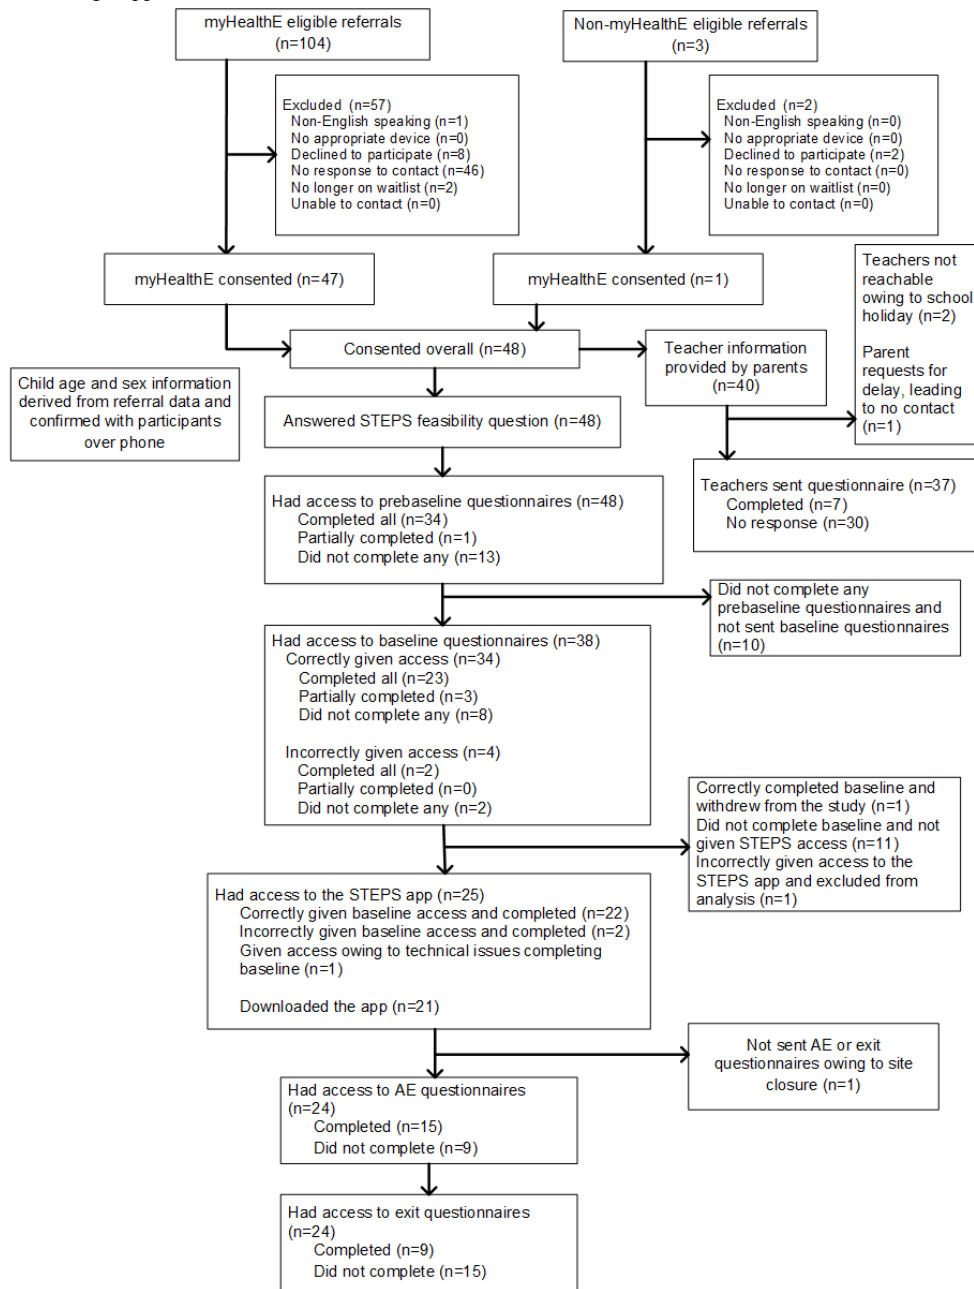 myHealthE eligible referrals
(n=104)
Non-myHealthE eligible referrals
(n=3)
Excluded (n=57)
Non-English speaking (n=1)
No appropriate device (n=0)
Declined to participate (n=8)
No response to contact (n=46)
No longer on waitlist (n=2)
Unable to contact (n=0)
Excluded (n=2)
Non-English speaking (n=0)
No appropriate device (n=0)
Declined to participate (n=2)
No response to contact (n=0)
No longer on waitlist (n=0)
Unable to contact (n=0)
myHealthE consented (n=47)
myHealthE consented (n=1)
Teachers not
reachable
owing to school
holiday (n=2)
Parent
requests for
delay, leading
to no contact
(n=1)
Consented overall (n=48)
Teacher information
provided by parents
(n=40)
Child age and sex information
derived from referral data and
confirmed with participants
over phone
Answered STEPS feasibility question (n=48)
Teachers sent questionnaire (n=37)
Completed (n=7)
No response (n=30)
Had access to prebaseline questionnaires (n=48)
Completed all (n=34)
Partially completed (n=1)
Did not complete any (n=13)
Did not complete any
prebaseline questionnaires and
not sent baseline questionnaires
(n=10)
Had access to baseline questionnaires (n=38)
Correctly given access (n=34)
Completed all (n=23)
Partially completed (n=3)
Did not complete any (n=8)
Incorrectly given access (n=4)
Completed all (n=2)
Partially completed (n=0)
Did not complete any (n=2)
Correctly completed baseline and
withdrew from the study (n=1)
Did not complete baseline and not
given STEPS access (n=11)
Incorrectly given access to the
STEPS app and excluded from
analysis (n=1)
Had access to the STEPS app (n=25)
Correctly given baseline access and completed (n=22)
Incorrectly given baseline access and completed (n=2)
Given access owing to technical issues completing
baseline (n=1)
Downloaded the app (n=21)
Not sent AE or exit
questionnaires owing to site
closure (n=1)
Had access to AE questionnaires
(n=24)
Completed (n=15)
Did not complete (n=9)
Had access to exit questionnaires
(n=24)
Completed (n=9)
Did not complete (n=15)